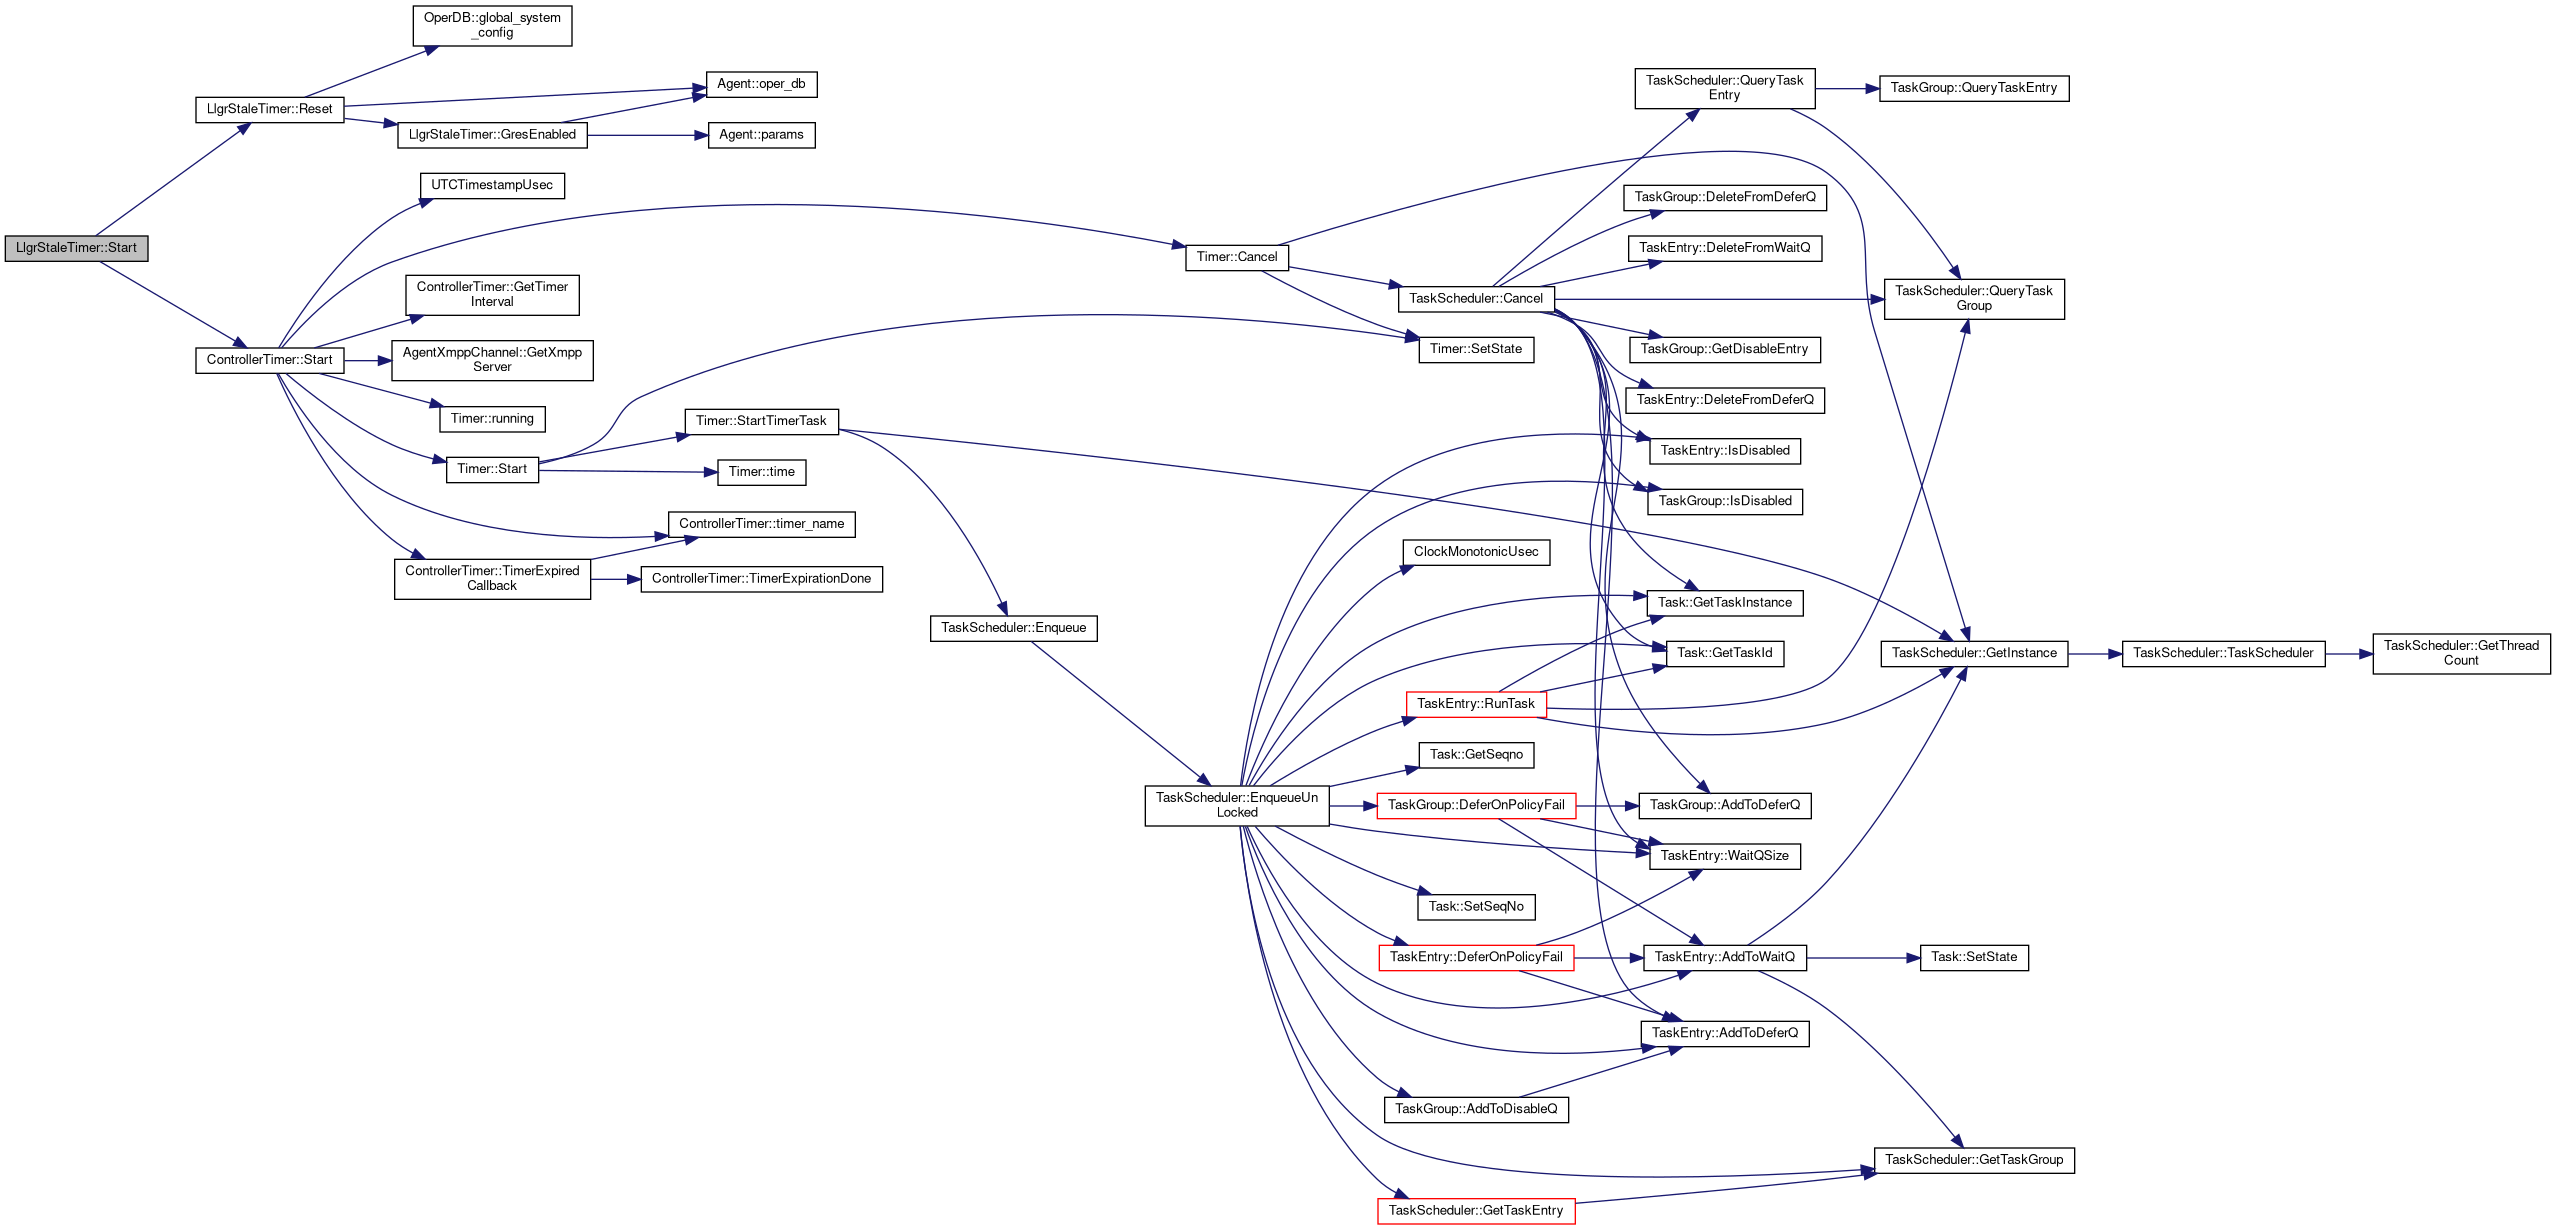 OperDB::global_system
_config
Agent::oper_db
LlgrStaleTimer::Reset
LlgrStaleTimer::GresEnabled
Agent::params
UTCTimestampUsec
LlgrStaleTimer::Start
ControllerTimer::GetTimer
Interval
ControllerTimer::Start
AgentXmppChannel::GetXmpp
Server
Timer::running
Timer::Start
Timer::StartTimerTask
Timer::time
ControllerTimer::timer_name
ControllerTimer::TimerExpired
Callback
ControllerTimer::TimerExpirationDone
TaskScheduler::Enqueue
Timer::Cancel
TaskScheduler::Cancel
Timer::SetState
TaskScheduler::QueryTask
Entry
TaskGroup::QueryTaskEntry
TaskGroup::DeleteFromDeferQ
TaskEntry::DeleteFromWaitQ
TaskScheduler::QueryTask
Group
TaskGroup::GetDisableEntry
TaskEntry::DeleteFromDeferQ
TaskEntry::IsDisabled
TaskGroup::IsDisabled
ClockMonotonicUsec
Task::GetTaskInstance
Task::GetTaskId
TaskScheduler::GetInstance
TaskScheduler::TaskScheduler
TaskScheduler::GetThread
Count
TaskEntry::RunTask
Task::GetSeqno
TaskScheduler::EnqueueUn
Locked
TaskGroup::DeferOnPolicyFail
TaskGroup::AddToDeferQ
TaskEntry::WaitQSize
Task::SetSeqNo
TaskEntry::DeferOnPolicyFail
TaskEntry::AddToWaitQ
Task::SetState
TaskEntry::AddToDeferQ
TaskGroup::AddToDisableQ
TaskScheduler::GetTaskGroup
TaskScheduler::GetTaskEntry